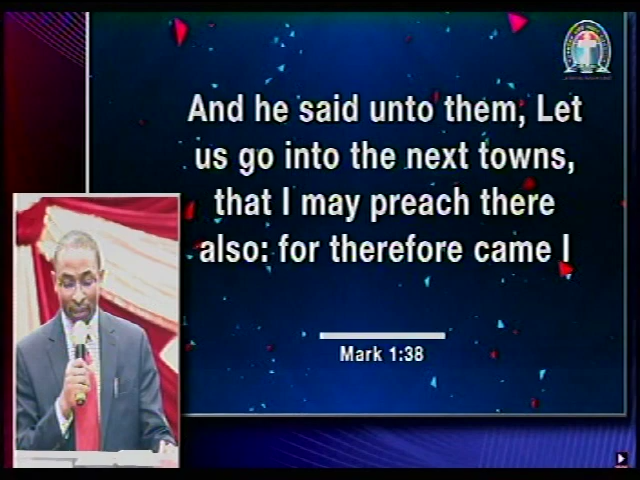 And he said unto them, Let
us go into the next towns,
that I may preach there
also: for therefore came I
Mark 1:38